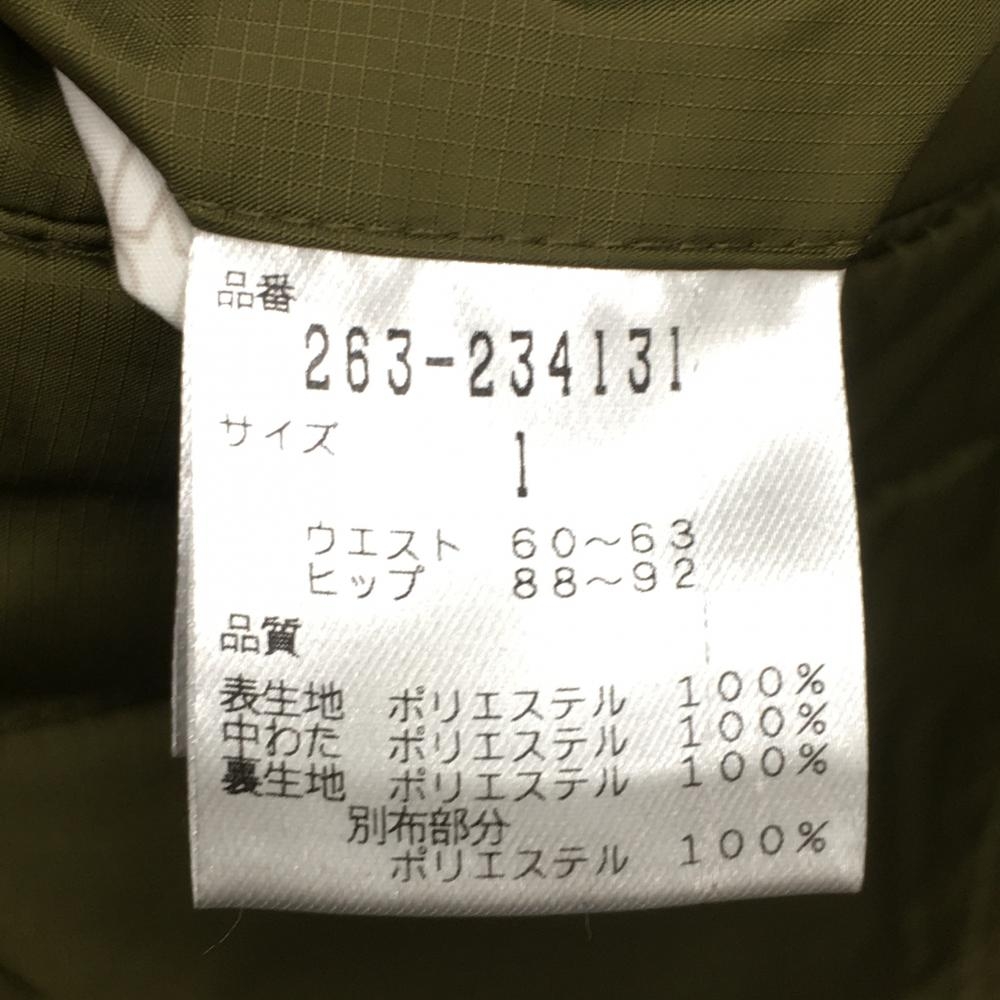 品番
263-234131
サイズ
1
ウエスト 60～63
ヒップ 88～92
品質
表生地 ポリエステル 100%
中わた ポリエステル 100%
裏生地 ポリエステル 100%
別布部分
ポリエステル 100%